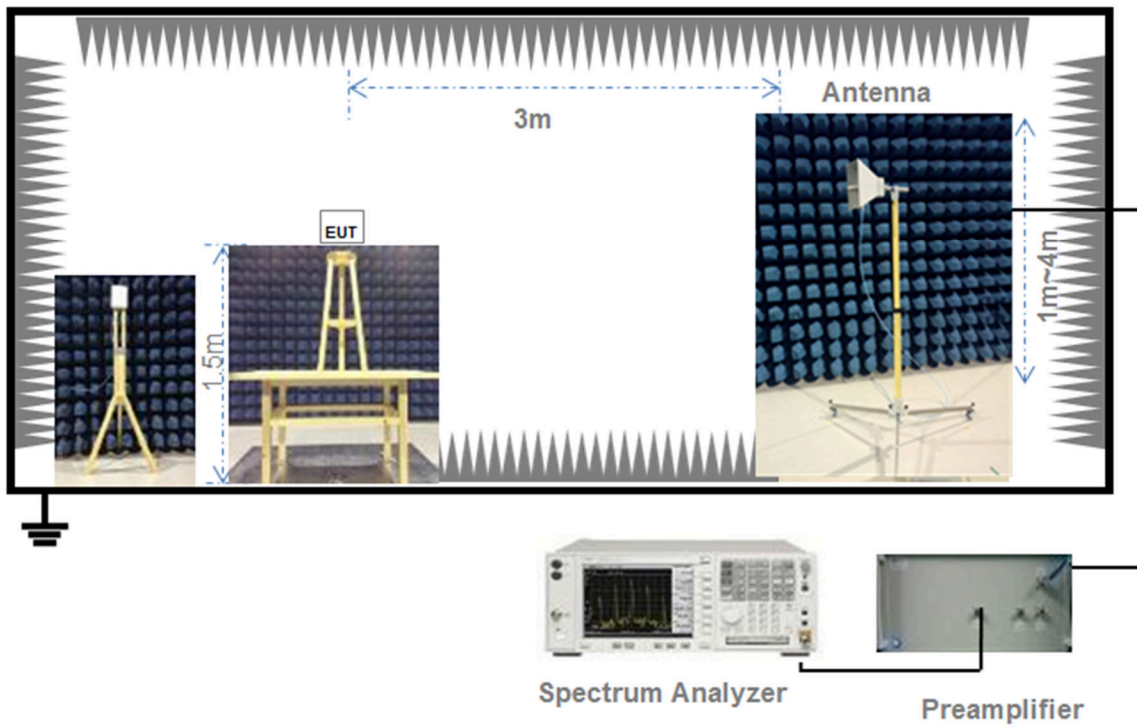 Antenna
3m
EUT
1.5m
1m~4m
Spectrum Analyzer
Preamplifier